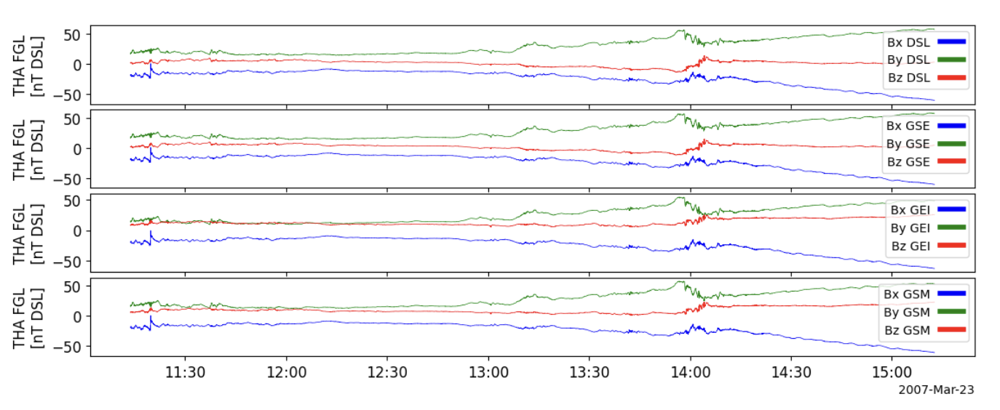 THA FGL
[nT DSL]
50
0
−50
Bx DSL
By DSL
Bz DSL
THA FGL
[nT DSL]
50
0
−50
Bx GSE
By GSE
Bz GSE
THA FGL
[nT DSL]
50
0
−50
Bx GEI
By GEI
Bz GEI
THA FGL
[nT DSL]
50
0
−50
Bx GSM
By GSM
Bz GSM
11:30 12:00 12:30 13:00 13:30 14:00 14:30 15:00
2007-Mar-23